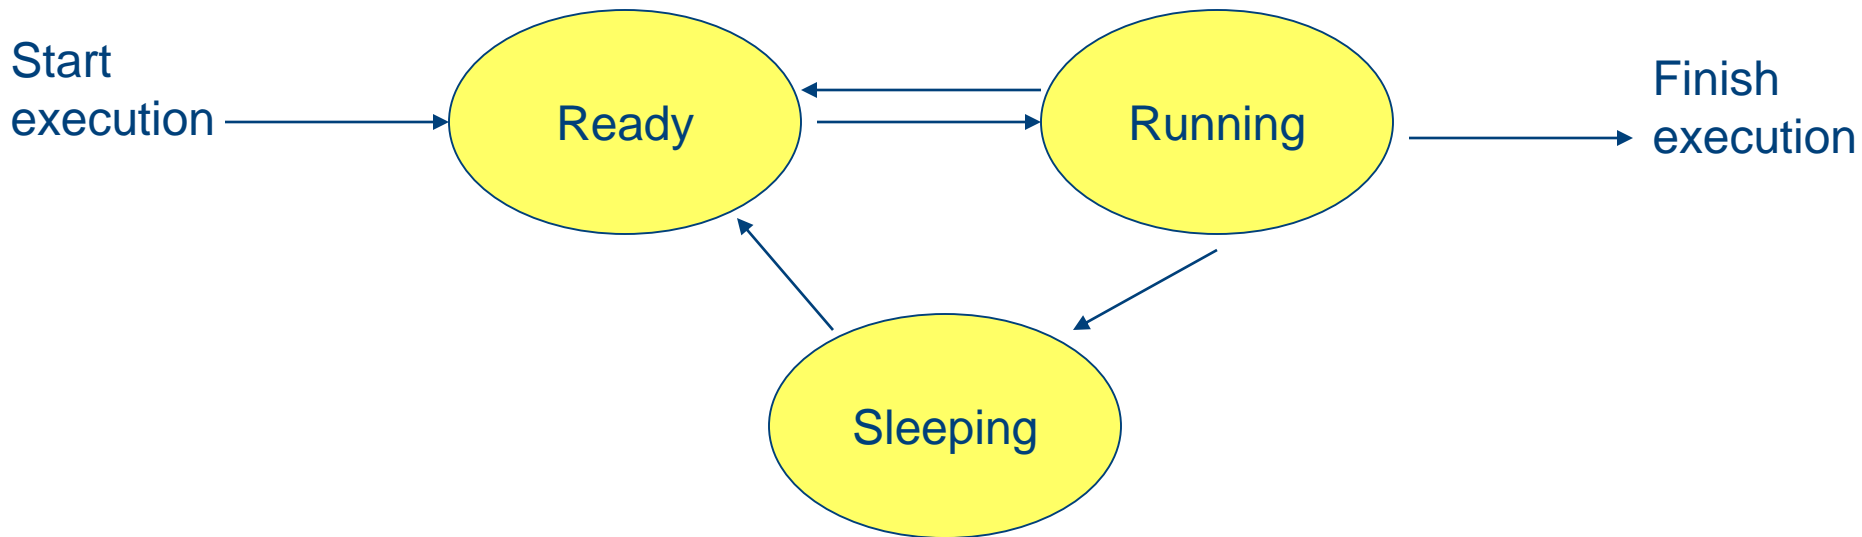 Start
execution
Ready
Running
Finish
execution
Sleeping